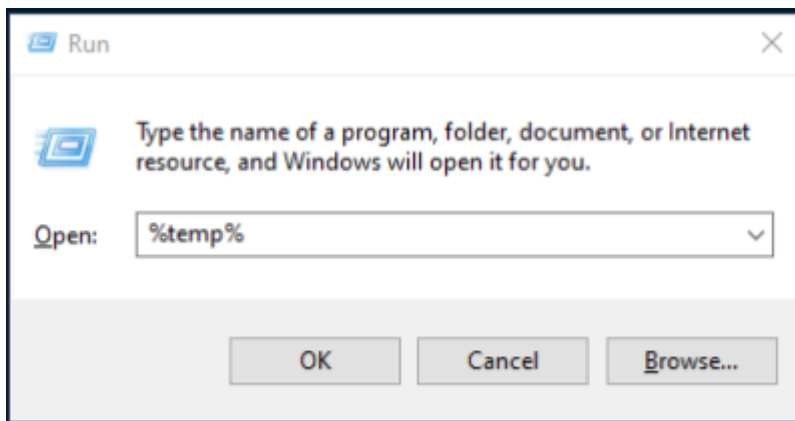 Run
Type the name of a program, folder, document, or Internet
resource, and Windows will open it for you.
Open: %temp%
OK Cancel Browse...